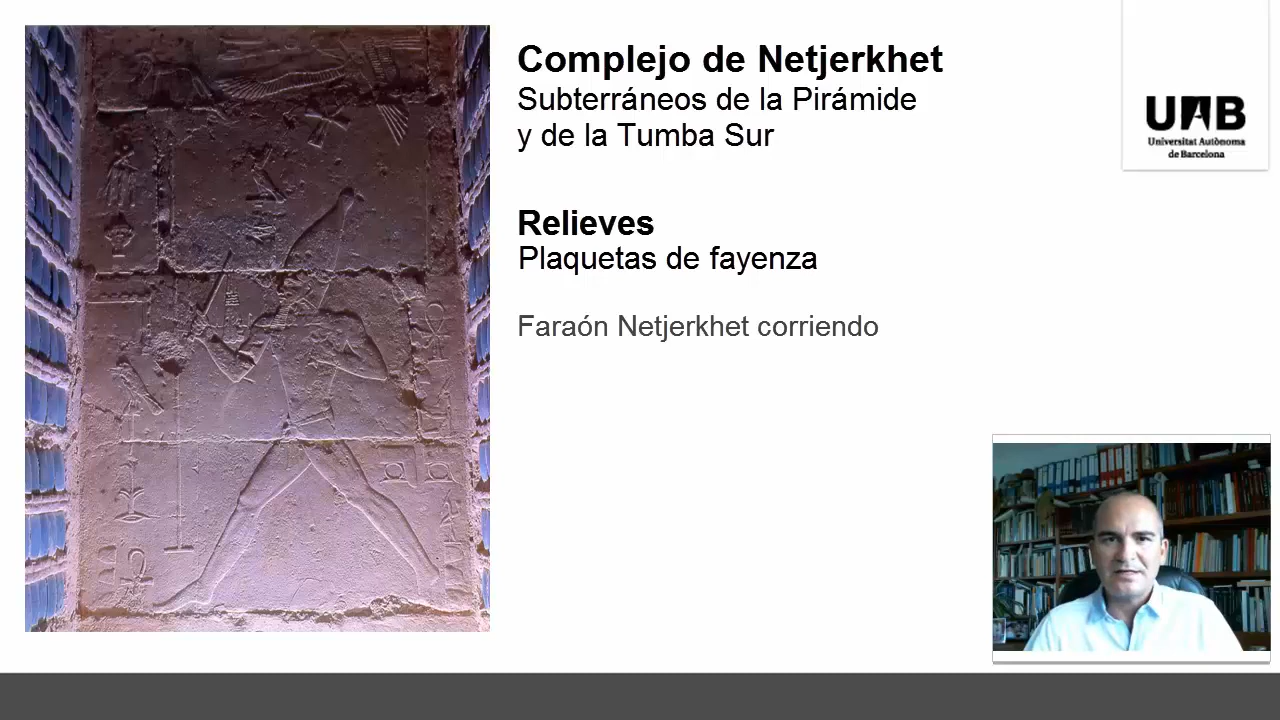 Complejo de Netjerkhet
Subterráneos de la Pirámide
y de la Tumba Sur
Relieves
Plaquetas de fayenza
Faraón Netjerkhet corriendo
UAB
Universitat Autònoma
de Barcelona